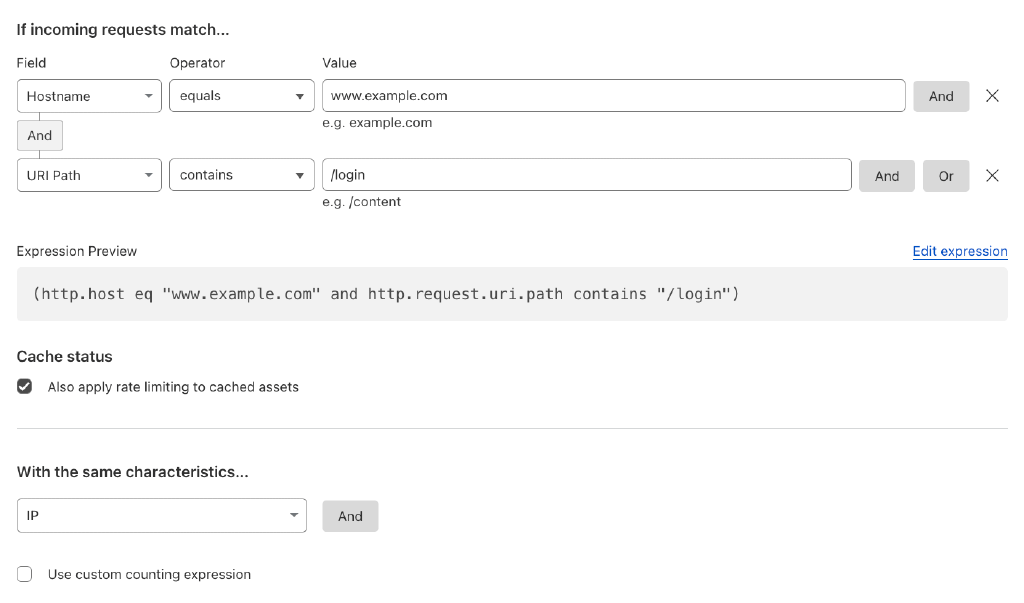 If incoming requests match...
Field Operator Value
Hostname equals www.example.com And
e.g. example.com
And
URI Path contains /login And Or
e.g. /content
Expression Preview Edit expression
(http.host eq "www.example.com" and http.request.uri.path contains "/login")
Cache status
Also apply rate limiting to cached assets
With the same characteristics...
IP And
Use custom counting expression